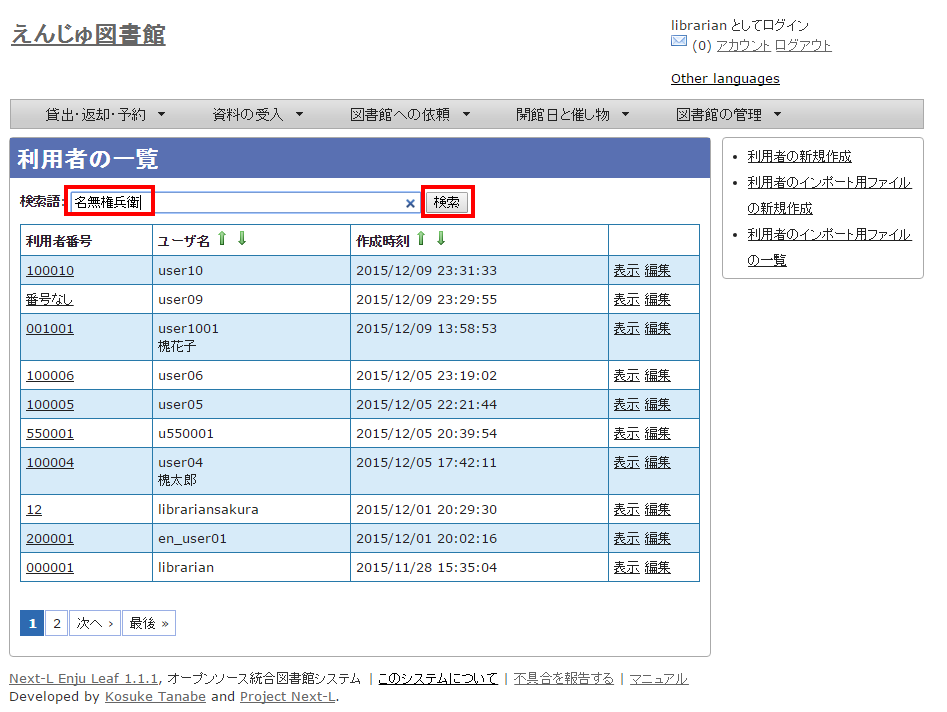 えんじゅ図書館
librarian としてログイン
(0) アカウント ログアウト
Other languages
貸出・返却・予約 ▼ 資料の受入 ▼ 図書館への依頼 ▼ 開館日と催し物 ▼ 図書館の管理 ▼
利用者の一覧
検索語: 名無権兵衛 × 検索
利用者番号 ユーザ名 ⇧ ⇩ 作成時刻 ⇧ ⇩
100010 user10 2015/12/09 23:31:33 表示 編集
番号なし user09 2015/12/09 23:29:55 表示 編集
001001 user1001 2015/12/09 13:58:53 表示 編集
槐花子
100006 user06 2015/12/05 23:19:02 表示 編集
100005 user05 2015/12/05 22:21:44 表示 編集
550001 u550001 2015/12/05 20:39:54 表示 編集
100004 user04 2015/12/05 17:42:11 表示 編集
槐太郎
12 librariansakura 2015/12/01 20:29:30 表示 編集
200001 en_user01 2015/12/01 20:02:16 表示 編集
000001 librarian 2015/11/28 15:35:04 表示 編集
1 2 次へ › 最後 »
• 利用者の新規作成
• 利用者のインポート用ファイル
の新規作成
• 利用者のインポート用ファイル
の一覧
Next-L Enju Leaf 1.1.1, オープンソース統合図書館システム | このシステムについて | 不具合を報告する | マニュアル
Developed by Kosuke Tanabe and Project Next-L.